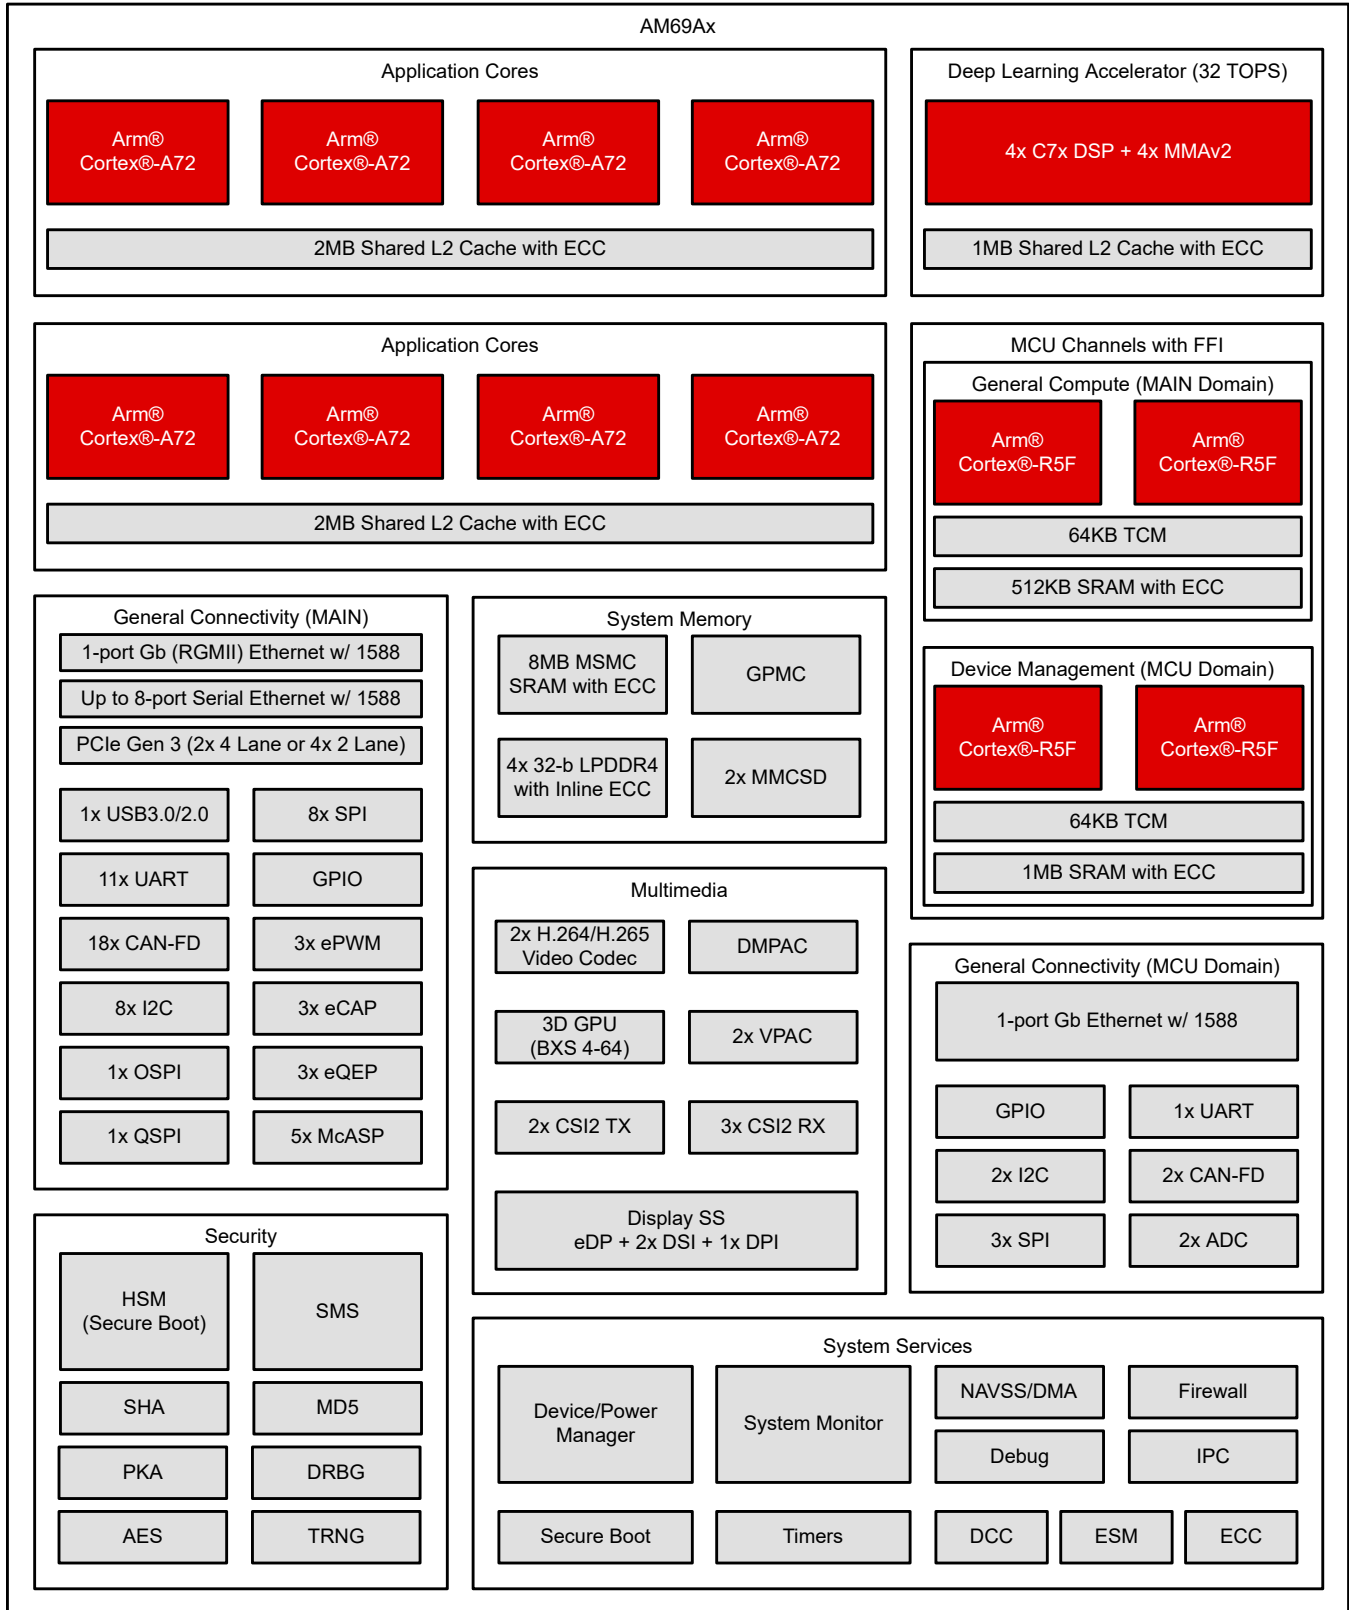 AM69Ax
Application Cores
Arm®
Cortex®-A72
Arm®
Cortex®-A72
Arm®
Cortex®-A72
Arm®
Cortex®-A72
2MB Shared L2 Cache with ECC
Deep Learning Accelerator (32 TOPS)
4x C7x DSP + 4x MMAv2
1MB Shared L2 Cache with ECC
Application Cores
Arm®
Cortex®-A72
Arm®
Cortex®-A72
Arm®
Cortex®-A72
Arm®
Cortex®-A72
2MB Shared L2 Cache with ECC
MCU Channels with FFI
General Compute (MAIN Domain)
Arm®
Cortex®-R5F
Arm®
Cortex®-R5F
64KB TCM
512KB SRAM with ECC
Device Management (MCU Domain)
Arm®
Cortex®-R5F
Arm®
Cortex®-R5F
64KB TCM
1MB SRAM with ECC
General Connectivity (MAIN)
1-port Gb (RGMII) Ethernet w/ 1588
Up to 8-port Serial Ethernet w/ 1588
PCIe Gen 3 (2x 4 Lane or 4x 2 Lane)
1x USB3.0/2.0
8x SPI
11x UART
GPIO
18x CAN-FD
3x ePWM
8x I2C
3x eCAP
1x OSPI
3x eQEP
1x QSPI
5x McASP
System Memory
8MB MSMC
SRAM with ECC
GPMC
4x 32-b LPDDR4
with Inline ECC
2x MMCSD
Multimedia
2x H.264/H.265
Video Codec
DMPAC
3D GPU
(BXS 4-64)
2x VPAC
2x CSI2 TX
3x CSI2 RX
Display SS
eDP + 2x DSI + 1x DPI
General Connectivity (MCU Domain)
1-port Gb Ethernet w/ 1588
GPIO
1x UART
2x I2C
2x CAN-FD
3x SPI
2x ADC
Security
HSM
(Secure Boot)
SMS
SHA
MD5
PKA
DRBG
AES
TRNG
System Services
Device/Power
Manager
System Monitor
NAVSS/DMA
Firewall
Debug
IPC
Secure Boot
Timers
DCC
ESM
ECC